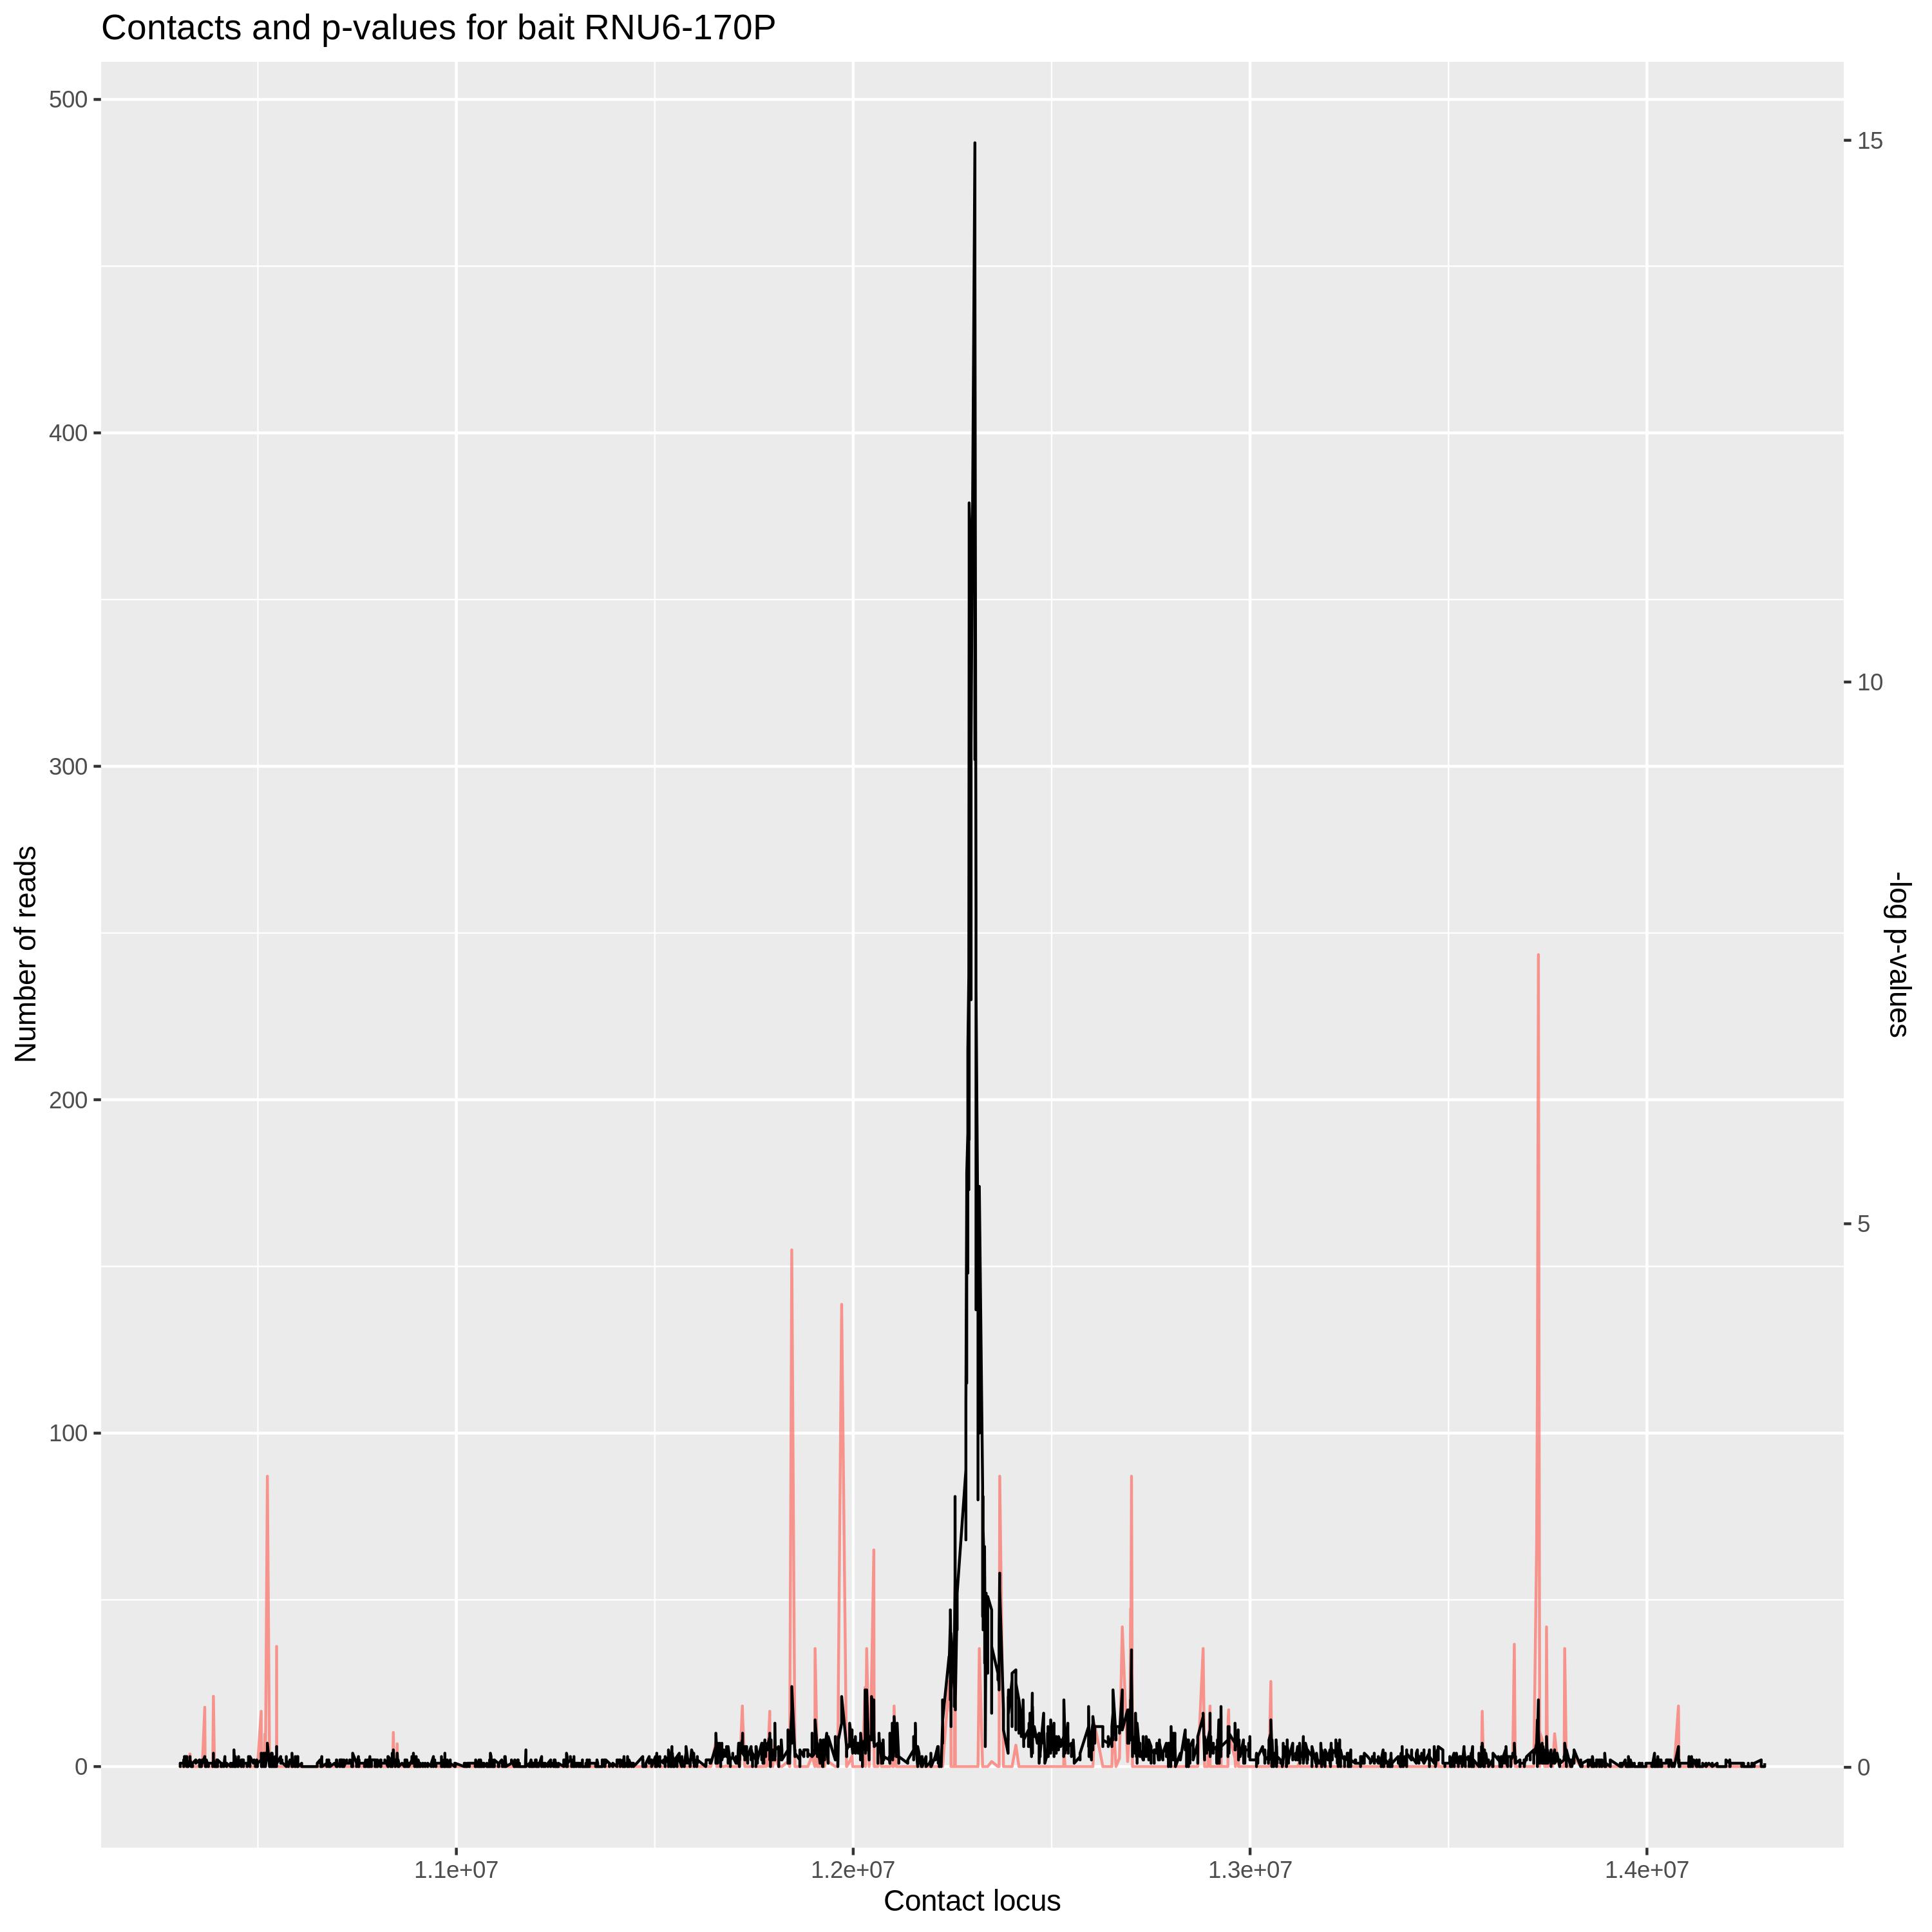 Contacts and p-values for bait RNU6-170P
500
400
300
200
100
0
Number of reads
15
10
5
0
-log p-values
1.1e+07
1.2e+07
1.3e+07
1.4e+07
Contact locus